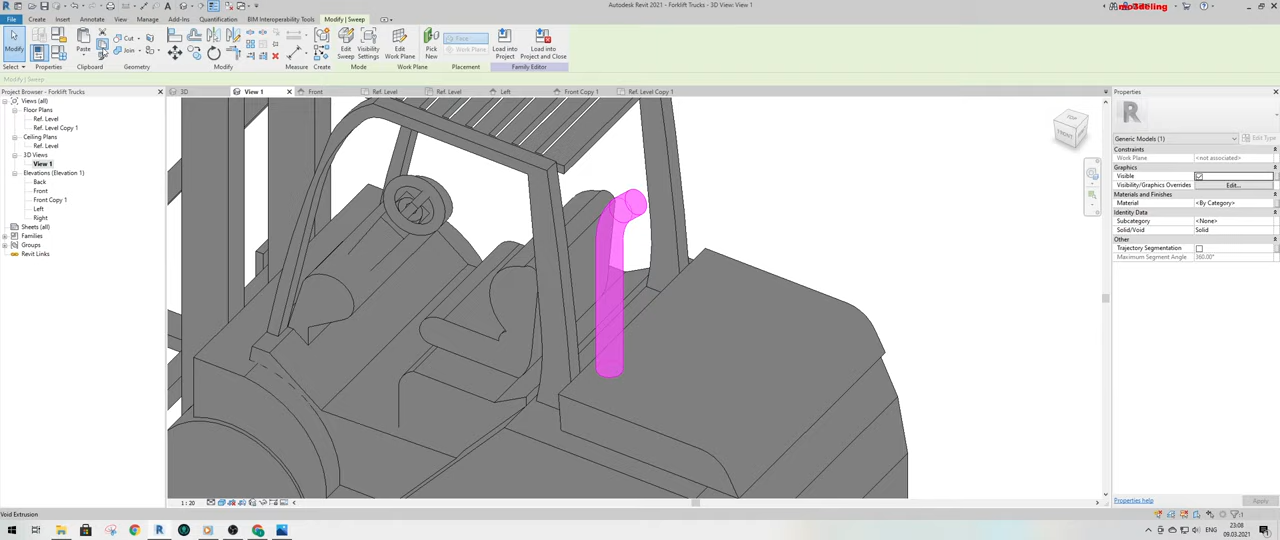 Autodesk Revit 2021 - Forklift Trucks - 3D View: View 1
modeling
File Create Insert Annotate View Manage Add-Ins Quantification BIM Interoperability Tools Modify | Sweep
Modify
Paste
Cut
Join
Edit Sweep
Visibility Settings
Edit Work Plane
Pick New
Face
Work Plane
Load into Project
Load into Project and Close
Select Properties Clipboard Geometry Modify Measure Create Mode Work Plane Placement Family Editor
Modify | Sweep
Project Browser - Forklift Trucks
Views (all)
Floor Plans
Ref. Level
Ref. Level Copy 1
Ceiling Plans
Ref. Level
3D Views
View 1
Elevations (Elevation 1)
Back
Front
Front Copy 1
Left
Right
Sheets (all)
Families
Groups
Revit Links
3D View 1 Front Ref. Level Ref. Level Left Front Copy 1 Ref. Level Copy 1
TOP
FRONT
Properties
Generic Models (1) Edit Type
Constraints
Work Plane <not associated>
Graphics
Visible
Visibility/Graphics Overrides Edit...
Materials and Finishes
Material <By Category>
Identity Data
Subcategory <None>
Solid/Void Solid
Other
Trajectory Segmentation
Maximum Segment Angle 360.00°
Properties help Apply
1 : 20
Void Extrusion
ENG
23:08
09.03.2021